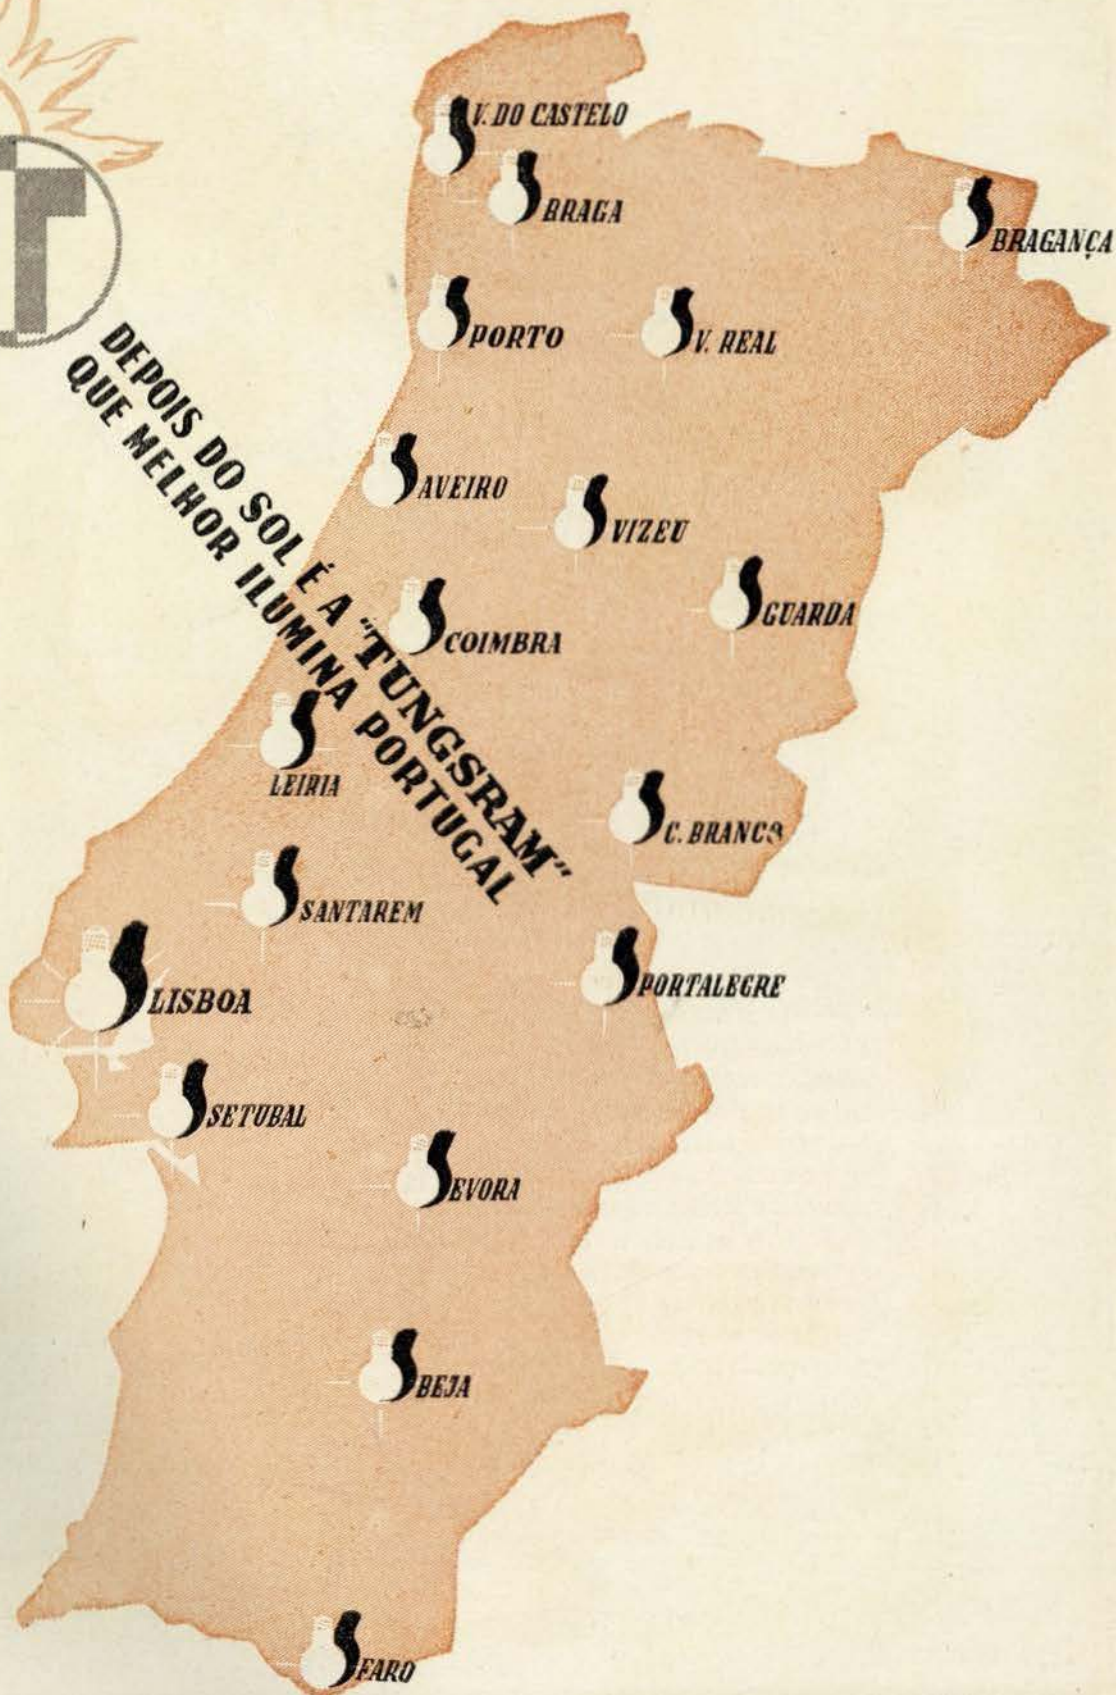 T
V. DO CASTELO
BRAGA
BRAGANÇA
PORTO
V. REAL
DEPOIS DO SOL É A "TUNGSRAM"
QUE MELHOR ILUMINA PORTUGAL
AVEIRO
VIZEU
GUARDA
COIMBRA
LEIRIA
C. BRANCO
SANTAREM
PORTALEGRE
LISBOA
SETUBAL
EVORA
BEJA
FARO